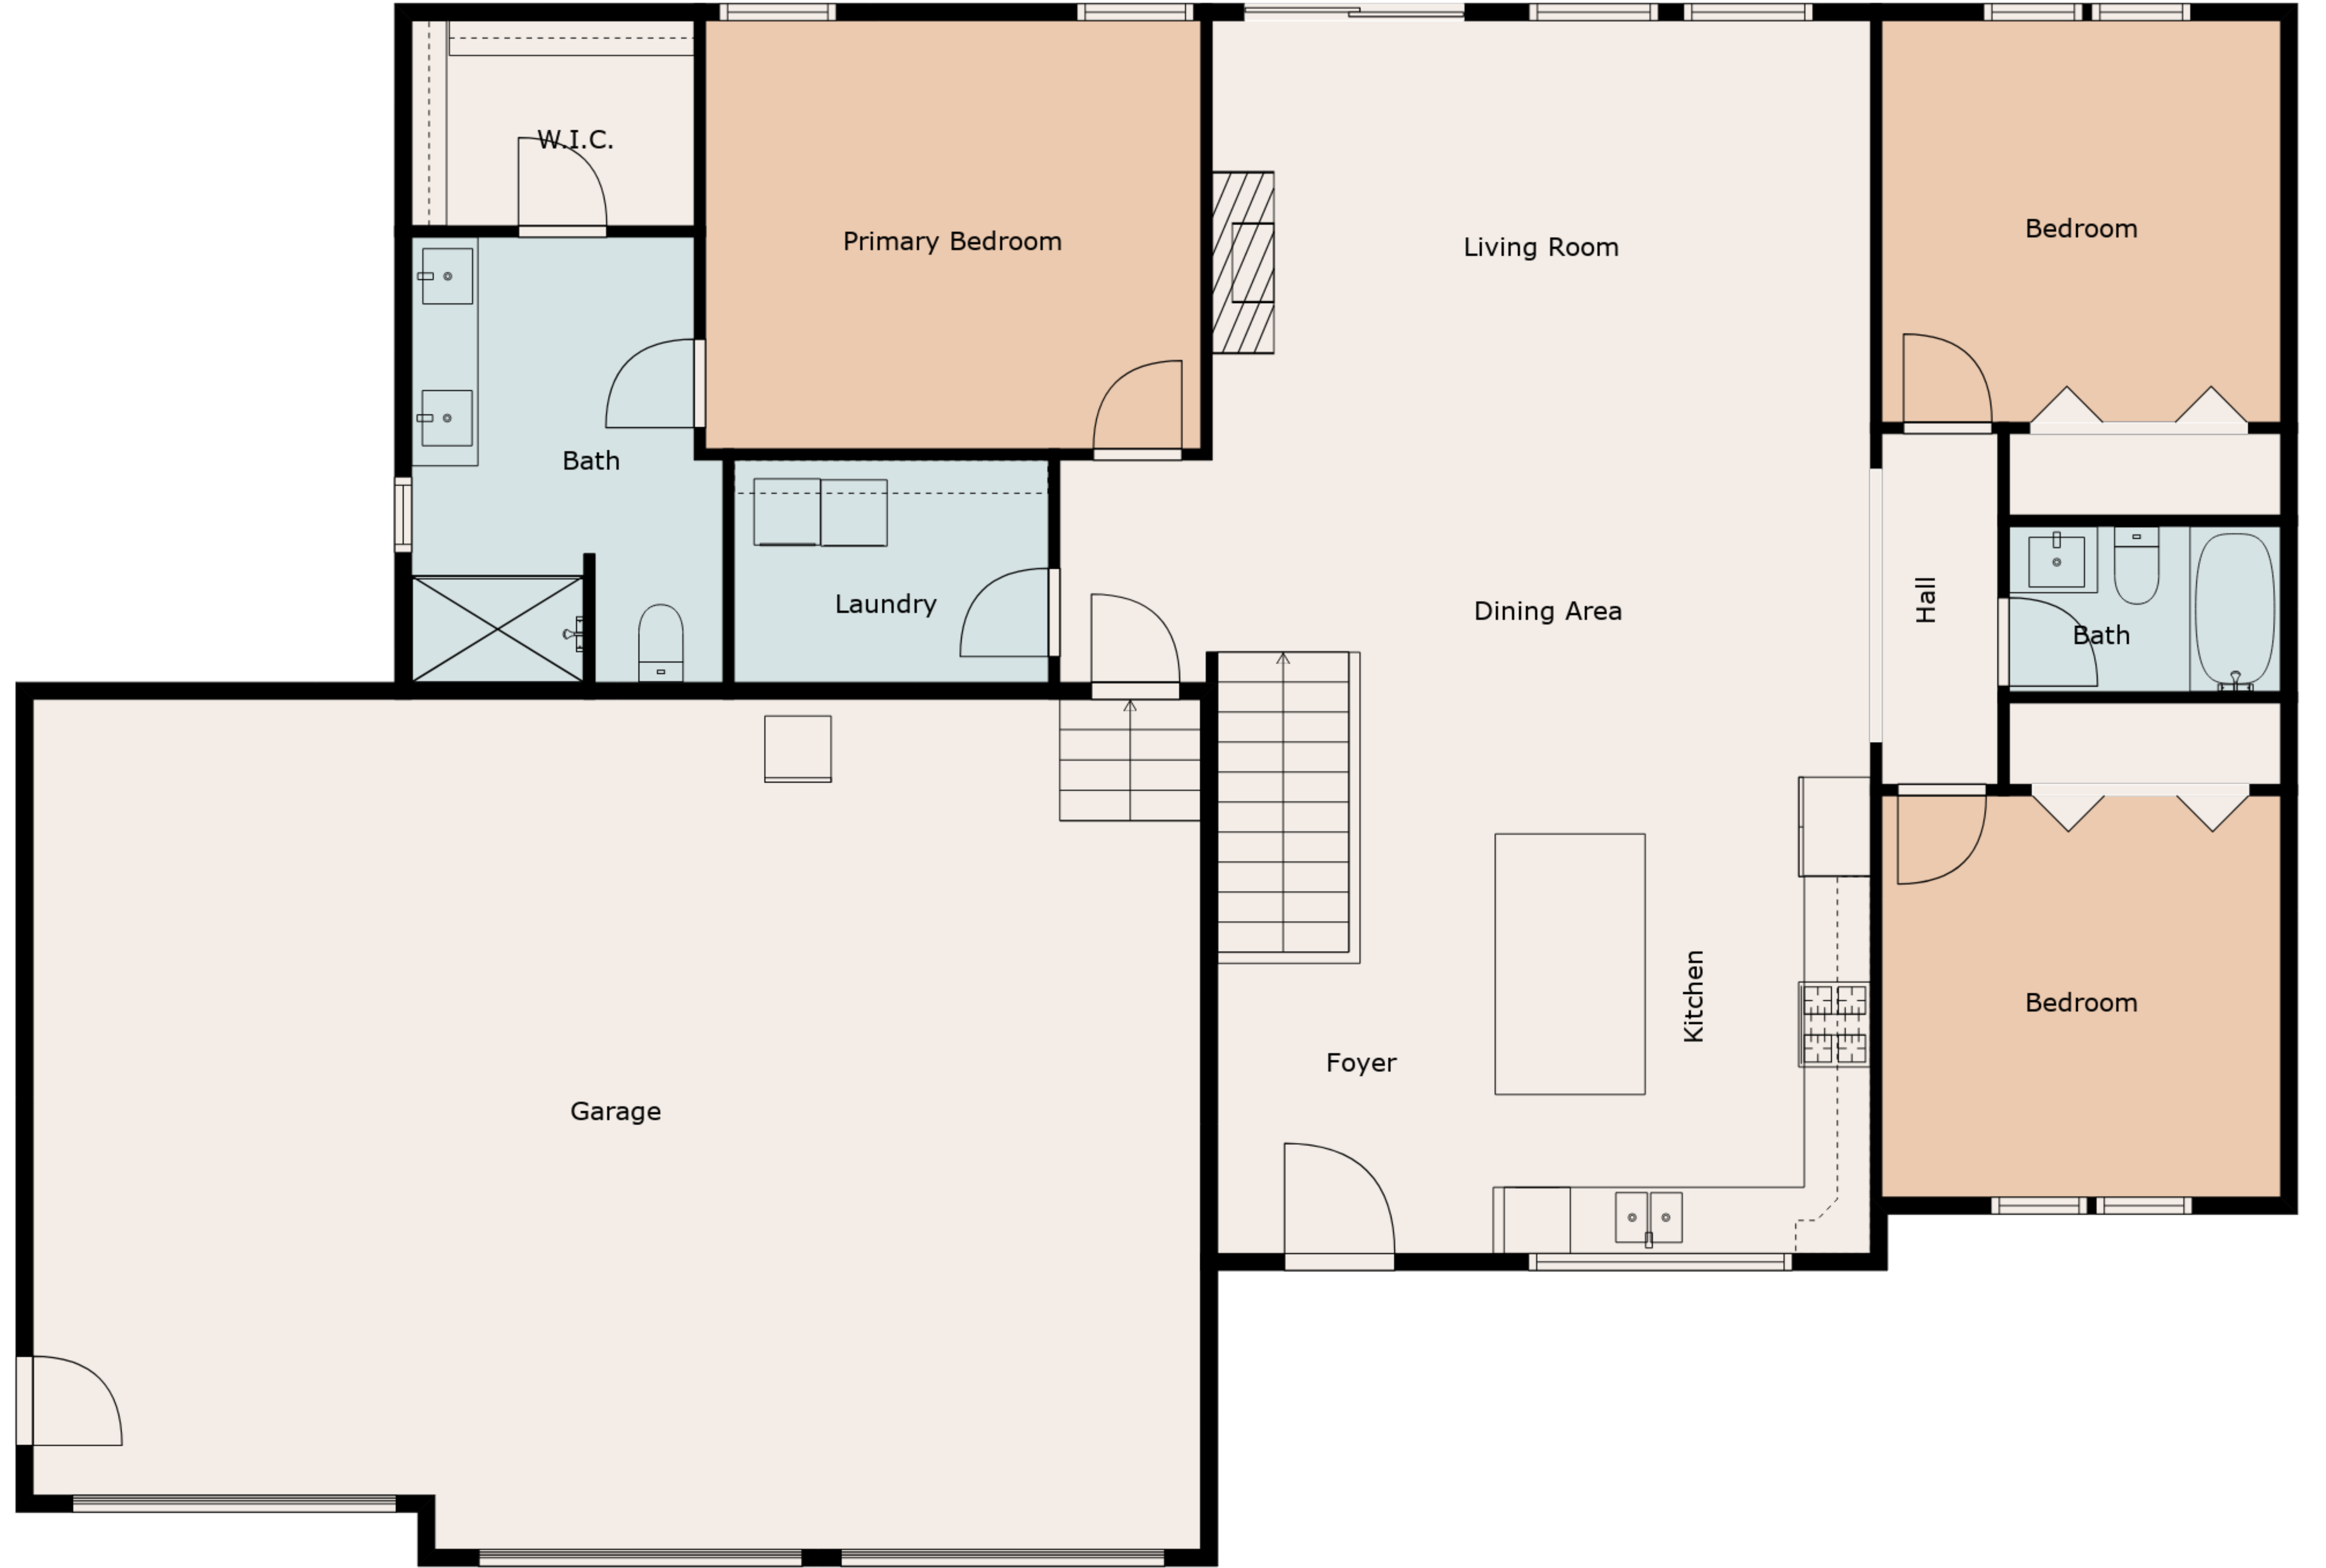 W.I.C.
Primary Bedroom
Living Room
Bedroom
Bath
Laundry
Dining Area
Hall
Bath
Kitchen
Bedroom
Foyer
Garage